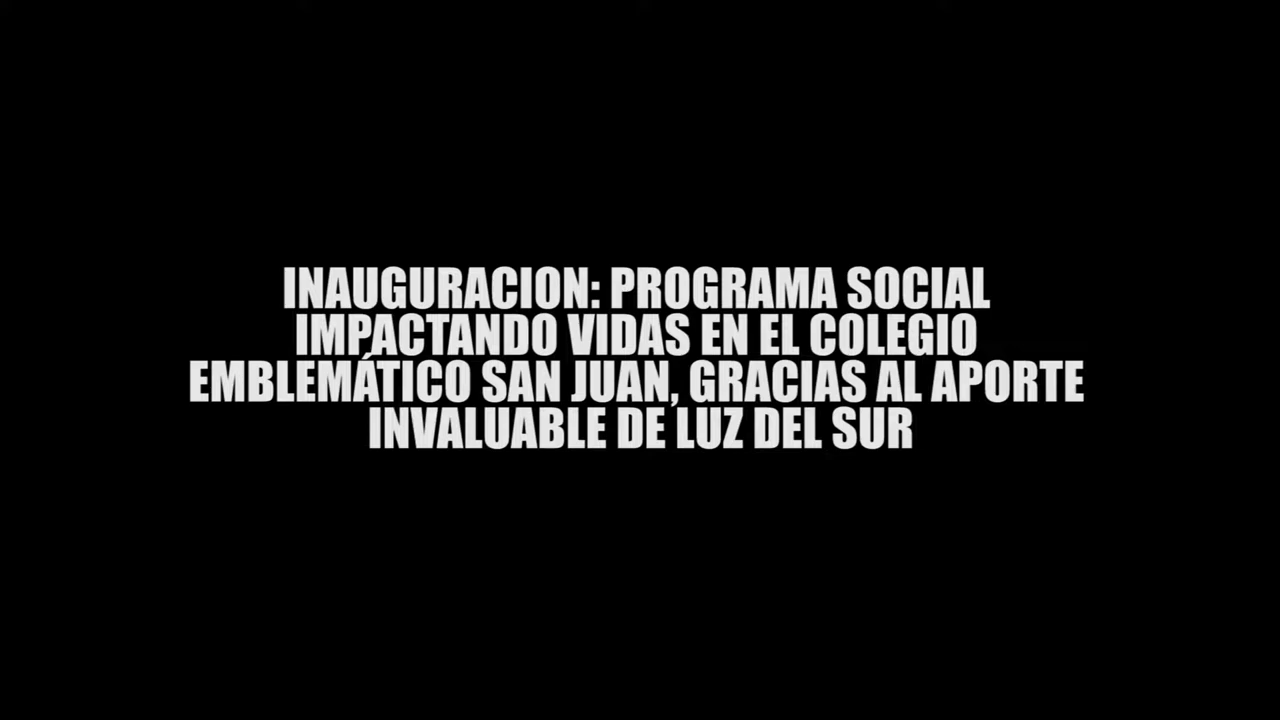 INAUGURACION: PROGRAMA SOCIAL
IMPACTANDO VIDAS EN EL COLEGIO
EMBLEMÁTICO SAN JUAN, GRACIAS AL APORTE
INVALUABLE DE LUZ DEL SUR